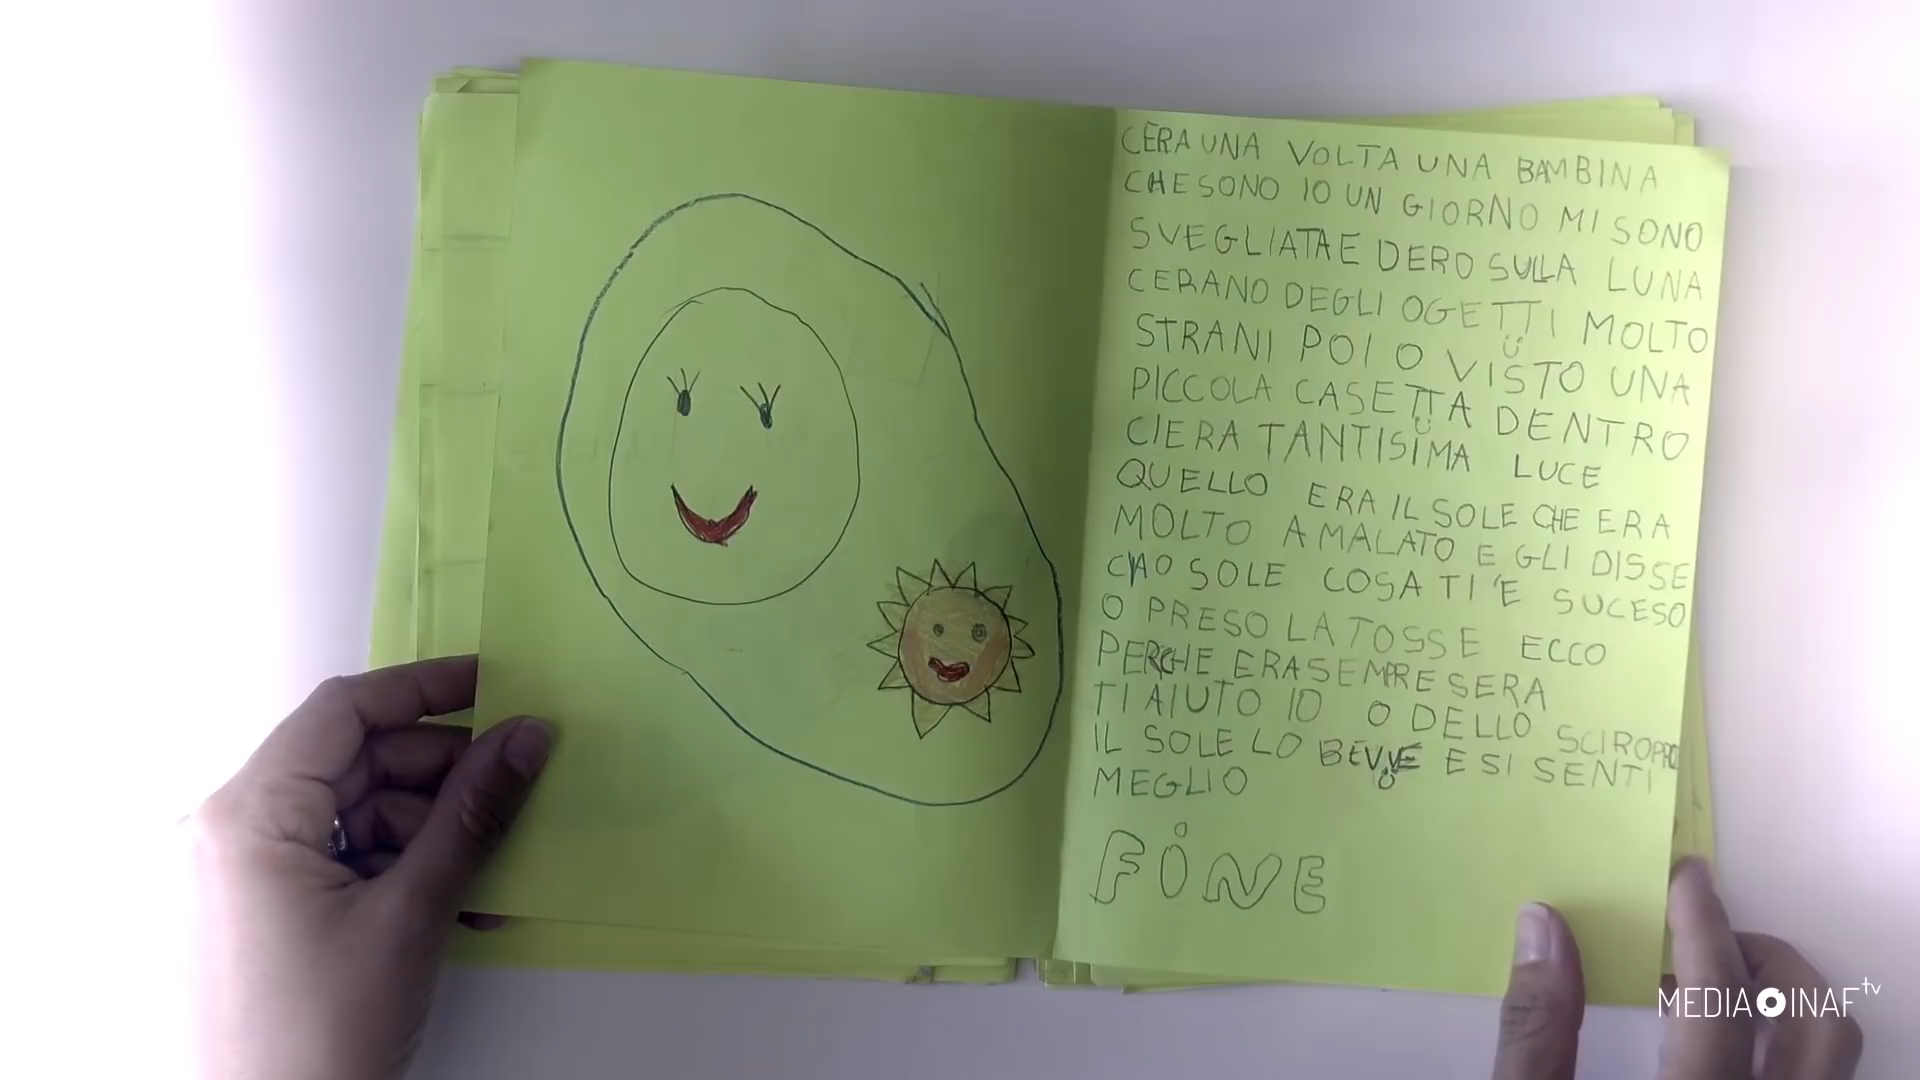 CERA UNA VOLTA UNA BAMBINA
CHE SONO IO UN GIORNO MI SONO
SVEGLIATA E DERO SULLA LUNA
CERANO DEGLI OGETTI MOLTO
STRANI POI O VISTO UNA
PICCOLA CASETTA DENTRO
CIERA TANTISIMA LUCE
QUELLO ERA IL SOLE CHE ERA
MOLTO AMALATO E GLI DISSE
CIAO SOLE COSA TI 'E SUCESO
O PRESO LA TOSSE ECCO
PERCHE ERA SEMPRE SERA
TI AIUTO IO O DELLO SCIROPPO
IL SOLE LO BEVVE E SI SENTI
MEGLIO
FINE
MEDIA INAF tv